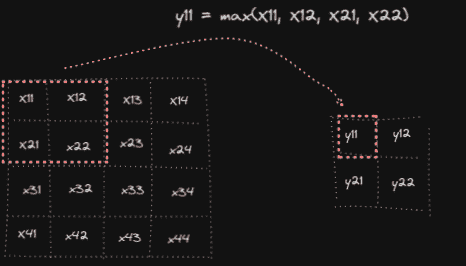 y11 = max(x11, x12, x21, x22)
x11 x12 x13 x14
x21 x22 x23 x24
x31 x32 x33 x34
x41 x42 x43 x44
y11 y12
y21 y22